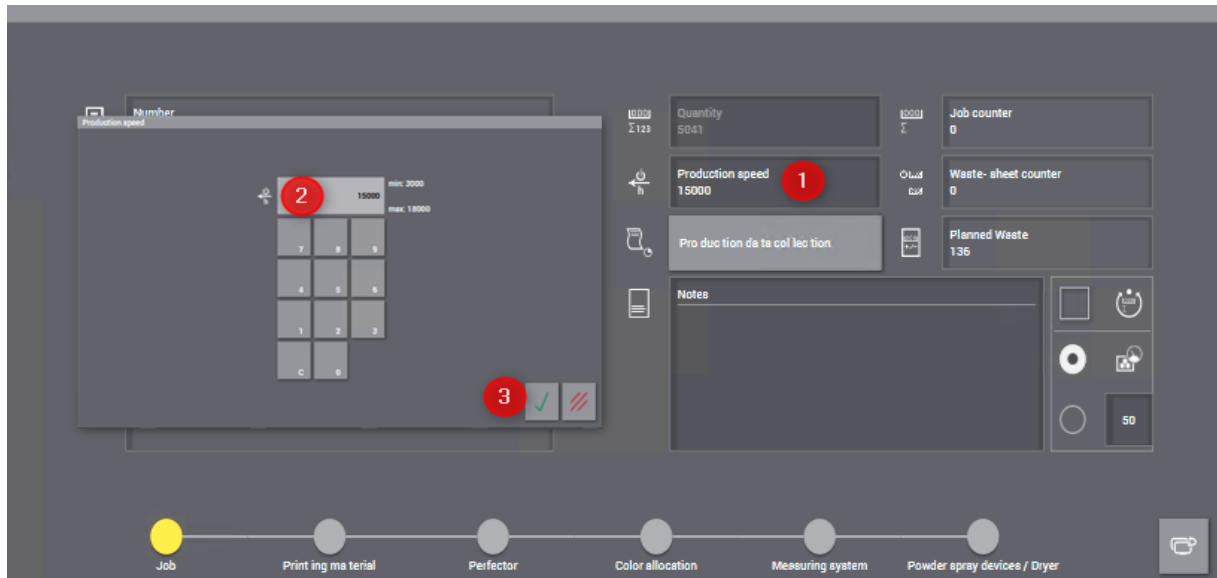 Number
Production speed
2
15000
min: 3000
max: 18000
7 8 9
4 5 6
1 2 3
C 0
3
Σ123
Quantity
5041
Σ
Job counter
0
h
Production speed
15000
1
Waste- sheet counter
0
Pro duc tion da ta col lec tion
+/-
Planned Waste
136
Notes
50
Job
Print ing ma terial
Perfector
Color allocation
Measuring system
Powder spray devices / Dryer